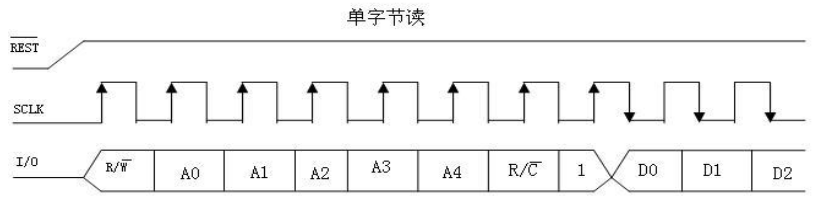 单字节读
REST
SCLK
I/O R/W A0 A1 A2 A3 A4 R/C 1 D0 D1 D2